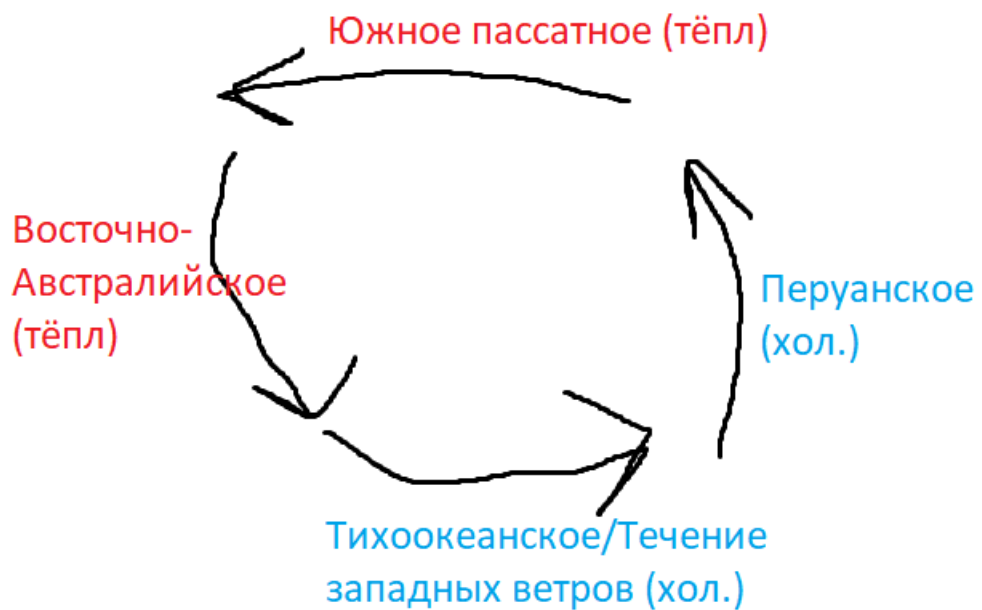 Южное пассатное (тёпл)
Восточно-
Австралийское
(тёпл)
Перуанское
(хол.)
Тихоокеанское/Течение
западных ветров (хол.)